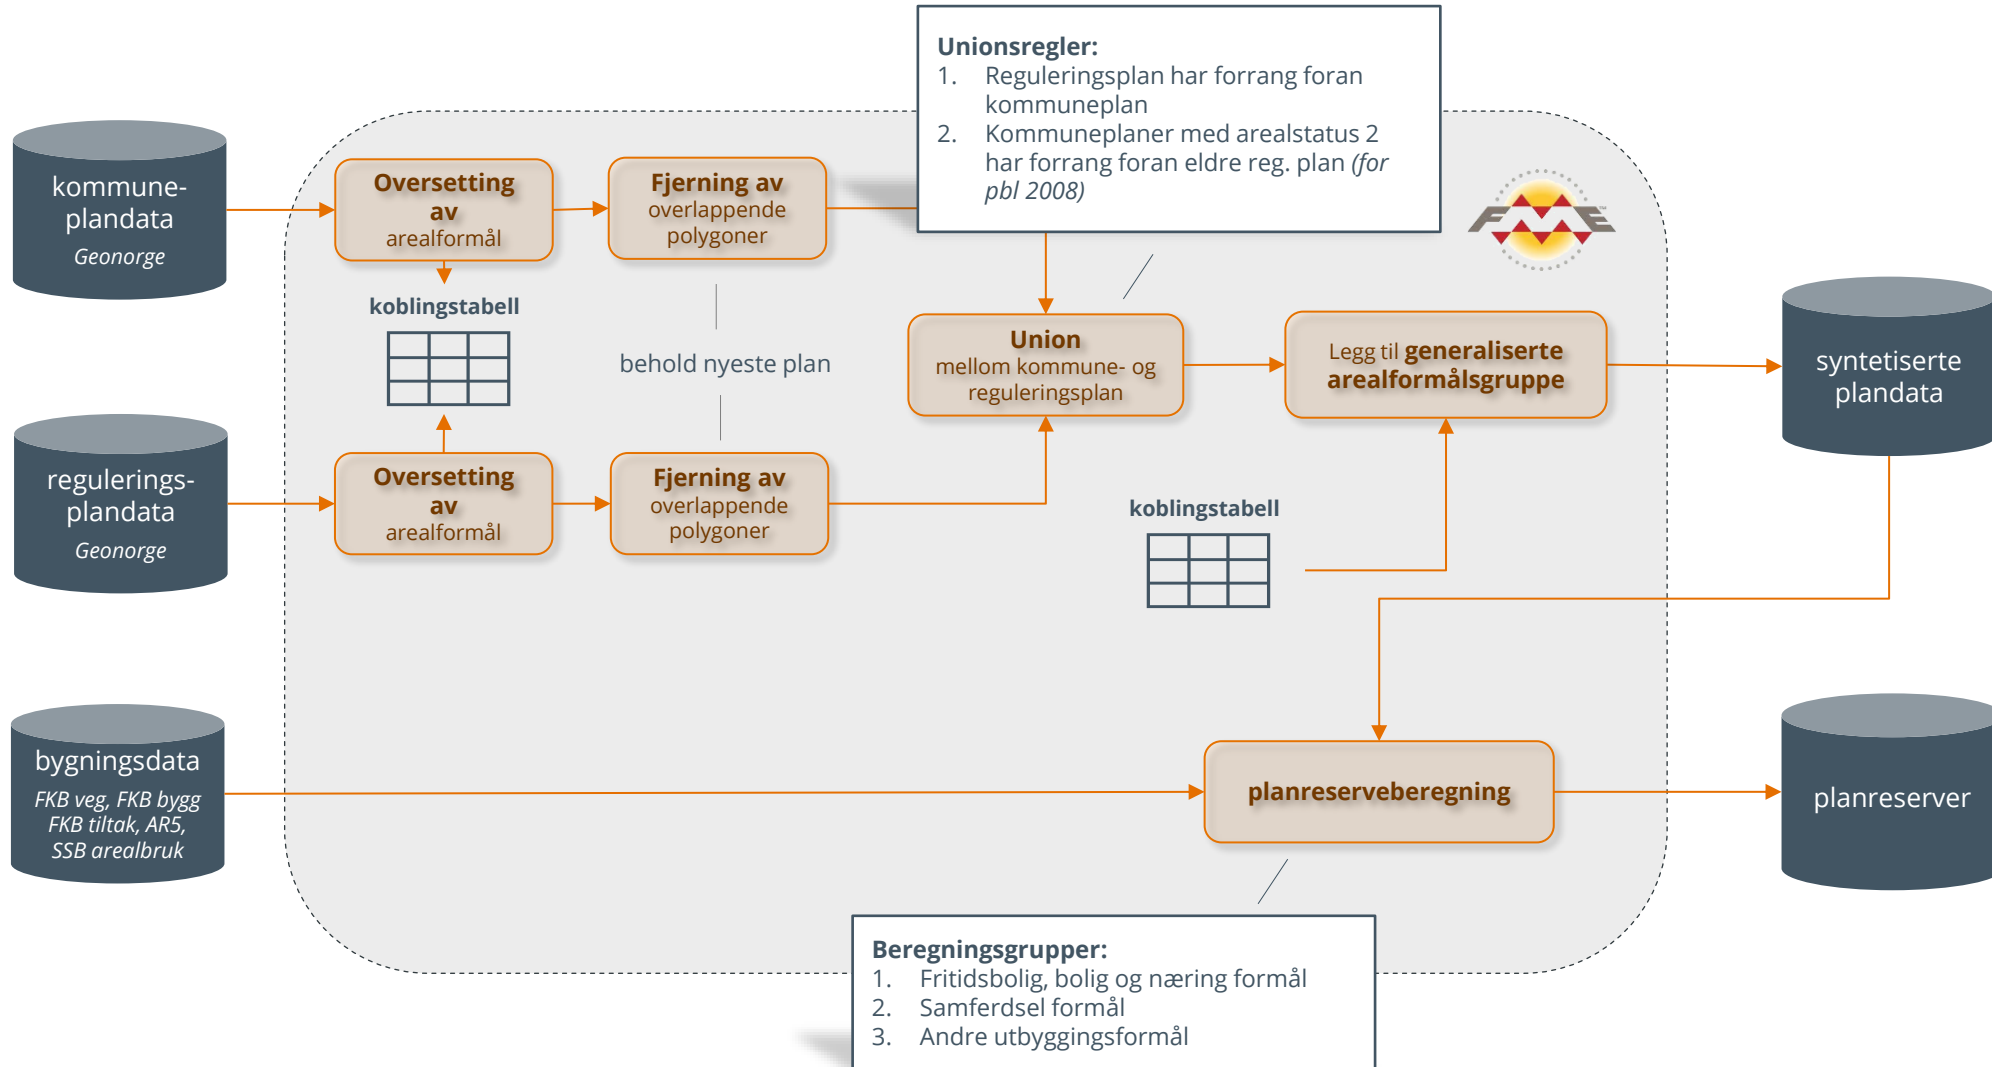 Unionsregler:
1. Reguleringsplan har forrang foran
kommuneplan
2. Kommuneplaner med arealstatus 2
har forrang foran eldre reg. plan (for
pbl 2008)
kommune-
plandata
Geonorge
Oversetting
av
arealformål
Fjerning av
overlappende
polygoner
FME
koblingstabell
behold nyeste plan
Union
mellom kommune- og
reguleringsplan
Legg til generaliserte
arealformålsgruppe
syntetiserte
plandata
regulerings-
plandata
Geonorge
Oversetting
av
arealformål
Fjerning av
overlappende
polygoner
koblingstabell
bygningsdata
FKB veg, FKB bygg
FKB tiltak, AR5,
SSB arealbruk
planreserveberegning
planreserver
Beregningsgrupper:
1. Fritidsbolig, bolig og næring formål
2. Samferdsel formål
3. Andre utbyggingsformål